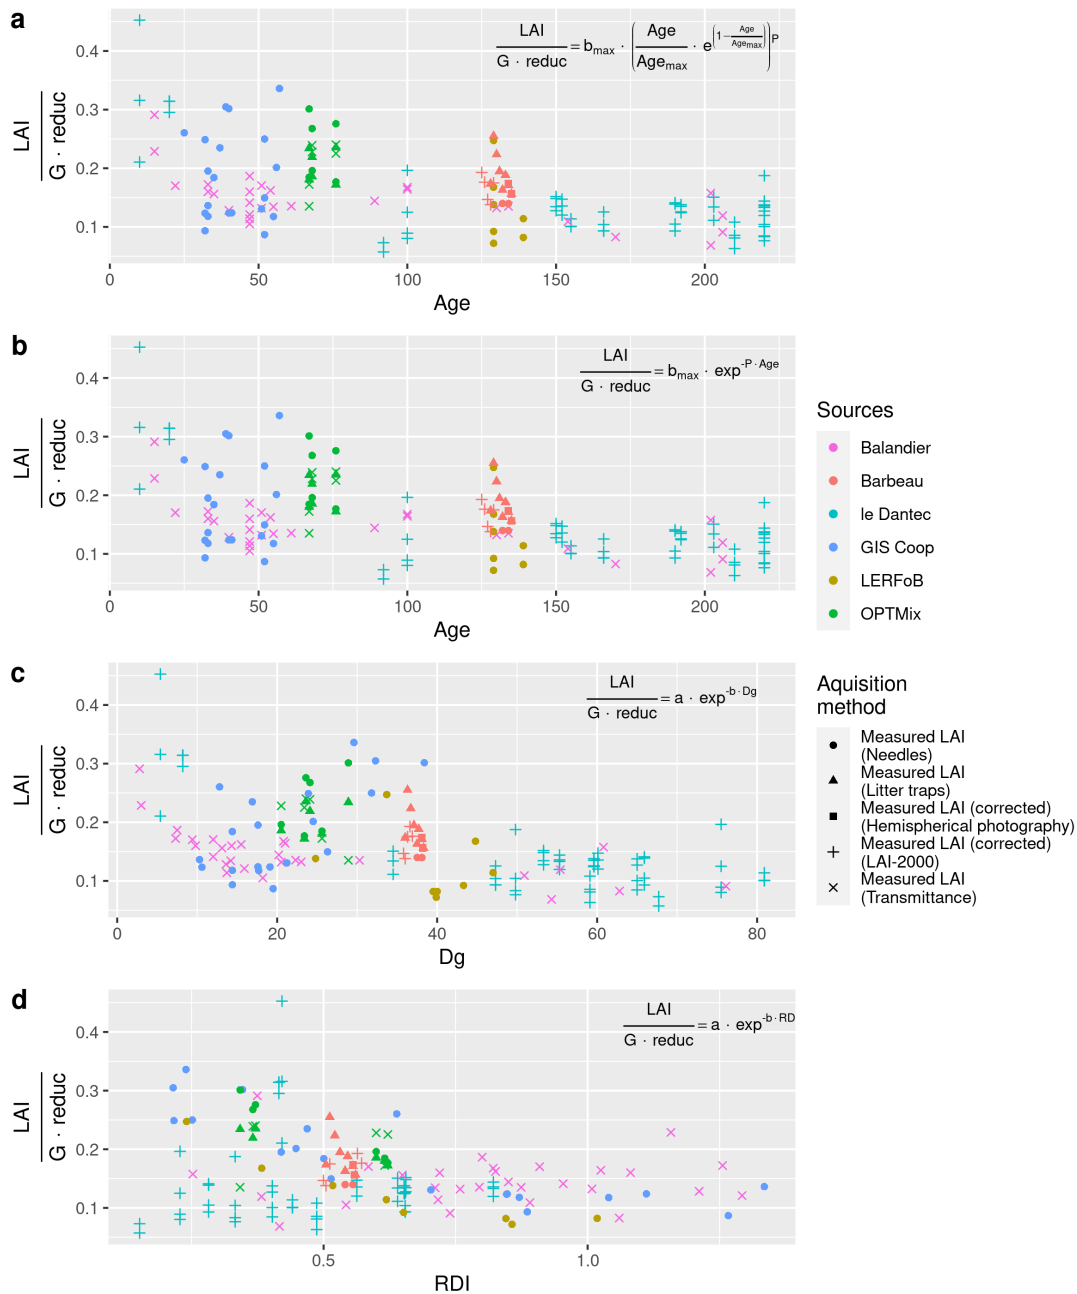 a
LAI
G · reduc
0.4
0.3
0.2
0.1
LAI / G · reduc = bmax · (Age / Agemax · e(1−Age/Agemax))P
0 50 100 150 200
Age
b
LAI
G · reduc
0.4
0.3
0.2
0.1
LAI / G · reduc = bmax · exp-P · Age
0 50 100 150 200
Age
c
LAI
G · reduc
0.4
0.3
0.2
0.1
LAI / G · reduc = a · exp-b · Dg
0 20 40 60 80
Dg
d
LAI
G · reduc
0.4
0.3
0.2
0.1
LAI / G · reduc = a · exp-b · RD
0.5 1.0
RDI
Sources
Balandier
Barbeau
le Dantec
GIS Coop
LERFoB
OPTMix
Aquisition
method
Measured LAI
(Needles)
Measured LAI
(Litter traps)
Measured LAI (corrected)
(Hemispherical photography)
Measured LAI (corrected)
(LAI-2000)
Measured LAI
(Transmittance)